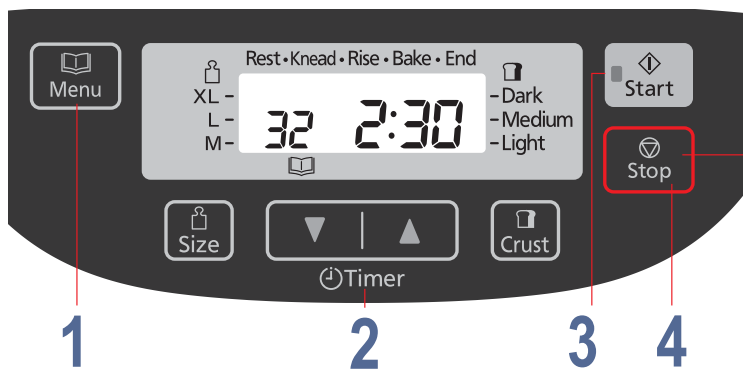 Menu
Rest • Knead • Rise • Bake • End
XL –
L –
M –
32 2:30
– Dark
– Medium
– Light
Start
Stop
Size
Timer
Crust
1
2
3
4